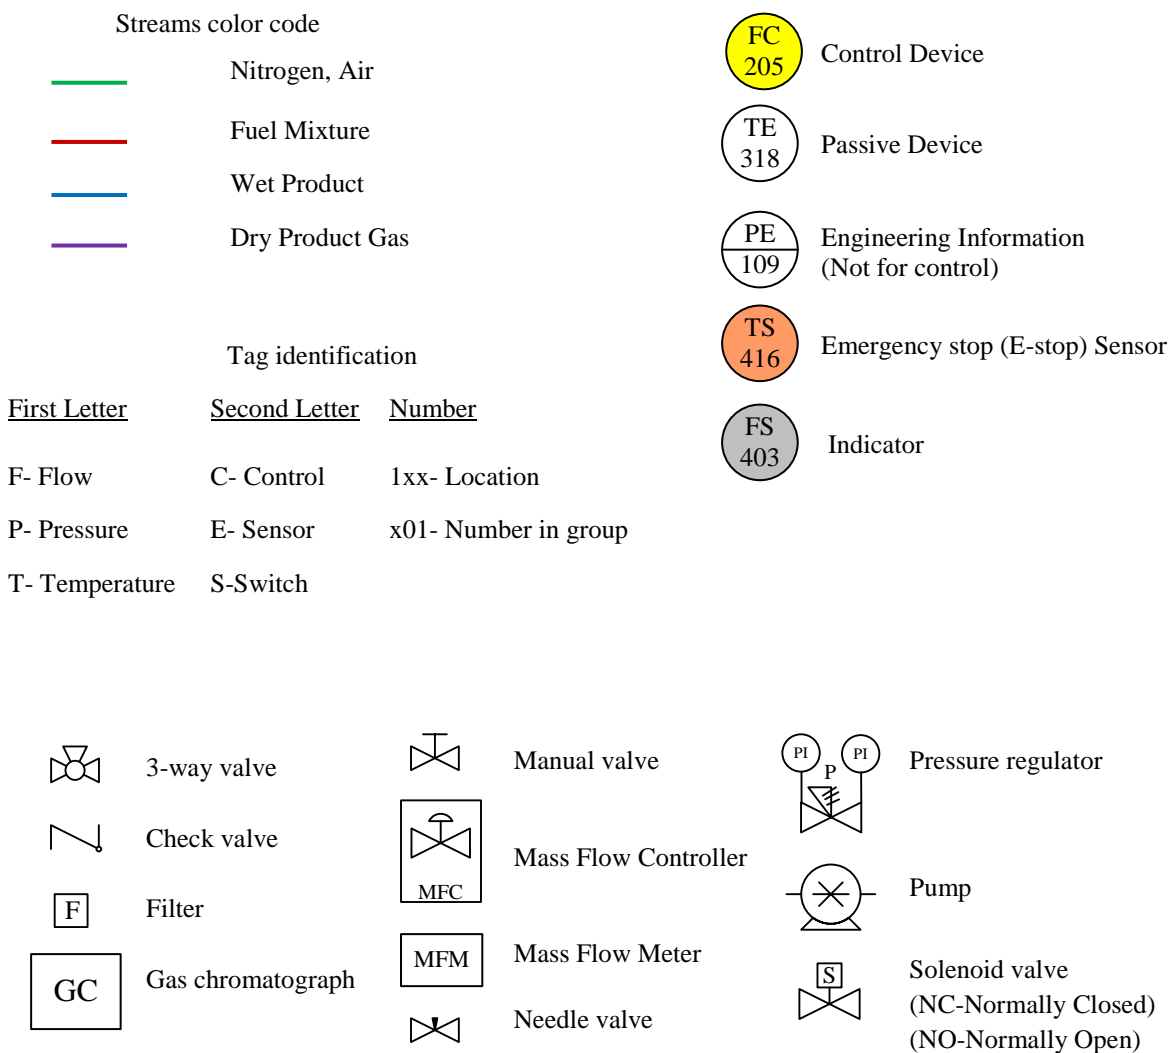 Streams color code
Nitrogen, Air
Fuel Mixture
Wet Product
Dry Product Gas
FC
205
Control Device
TE
318
Passive Device
PE
109
Engineering Information
(Not for control)
TS
416
Emergency stop (E-stop) Sensor
FS
403
Indicator
Tag identification
First Letter Second Letter Number
F- Flow C- Control 1xx- Location
P- Pressure E- Sensor x01- Number in group
T- Temperature S-Switch
3-way valve
Check valve
F
Filter
GC
Gas chromatograph
Manual valve
MFC
Mass Flow Controller
MFM
Mass Flow Meter
Needle valve
PI PI
P
Pressure regulator
Pump
S
Solenoid valve
(NC-Normally Closed)
(NO-Normally Open)